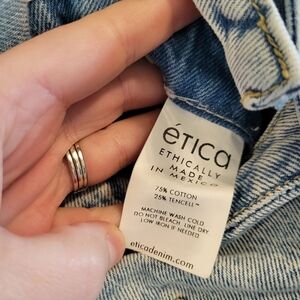 ética
ETHICALLY
MADE
IN MEXICO
75% COTTON
25% TENCEL™
MACHINE WASH COLD
DO NOT BLEACH LINE DRY
LOW IRON IF NEEDED
eticadenim.com